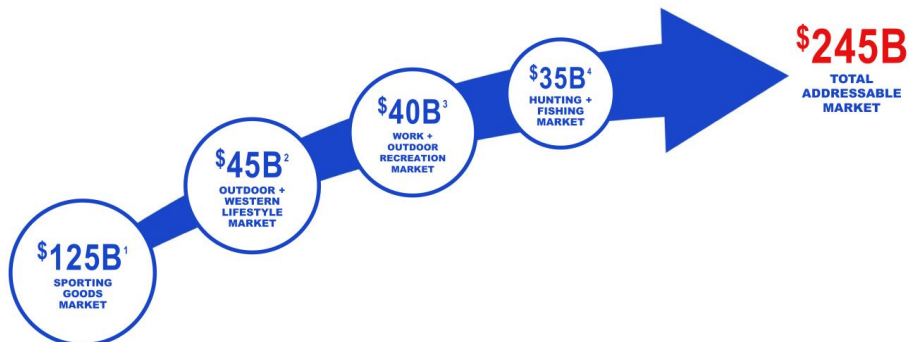 $125B¹
SPORTING
GOODS
MARKET
$45B²
OUTDOOR +
WESTERN
LIFESTYLE
MARKET
$40B³
WORK +
OUTDOOR
RECREATION
MARKET
$35B⁴
HUNTING +
FISHING
MARKET
$245B
TOTAL
ADDRESSABLE
MARKET